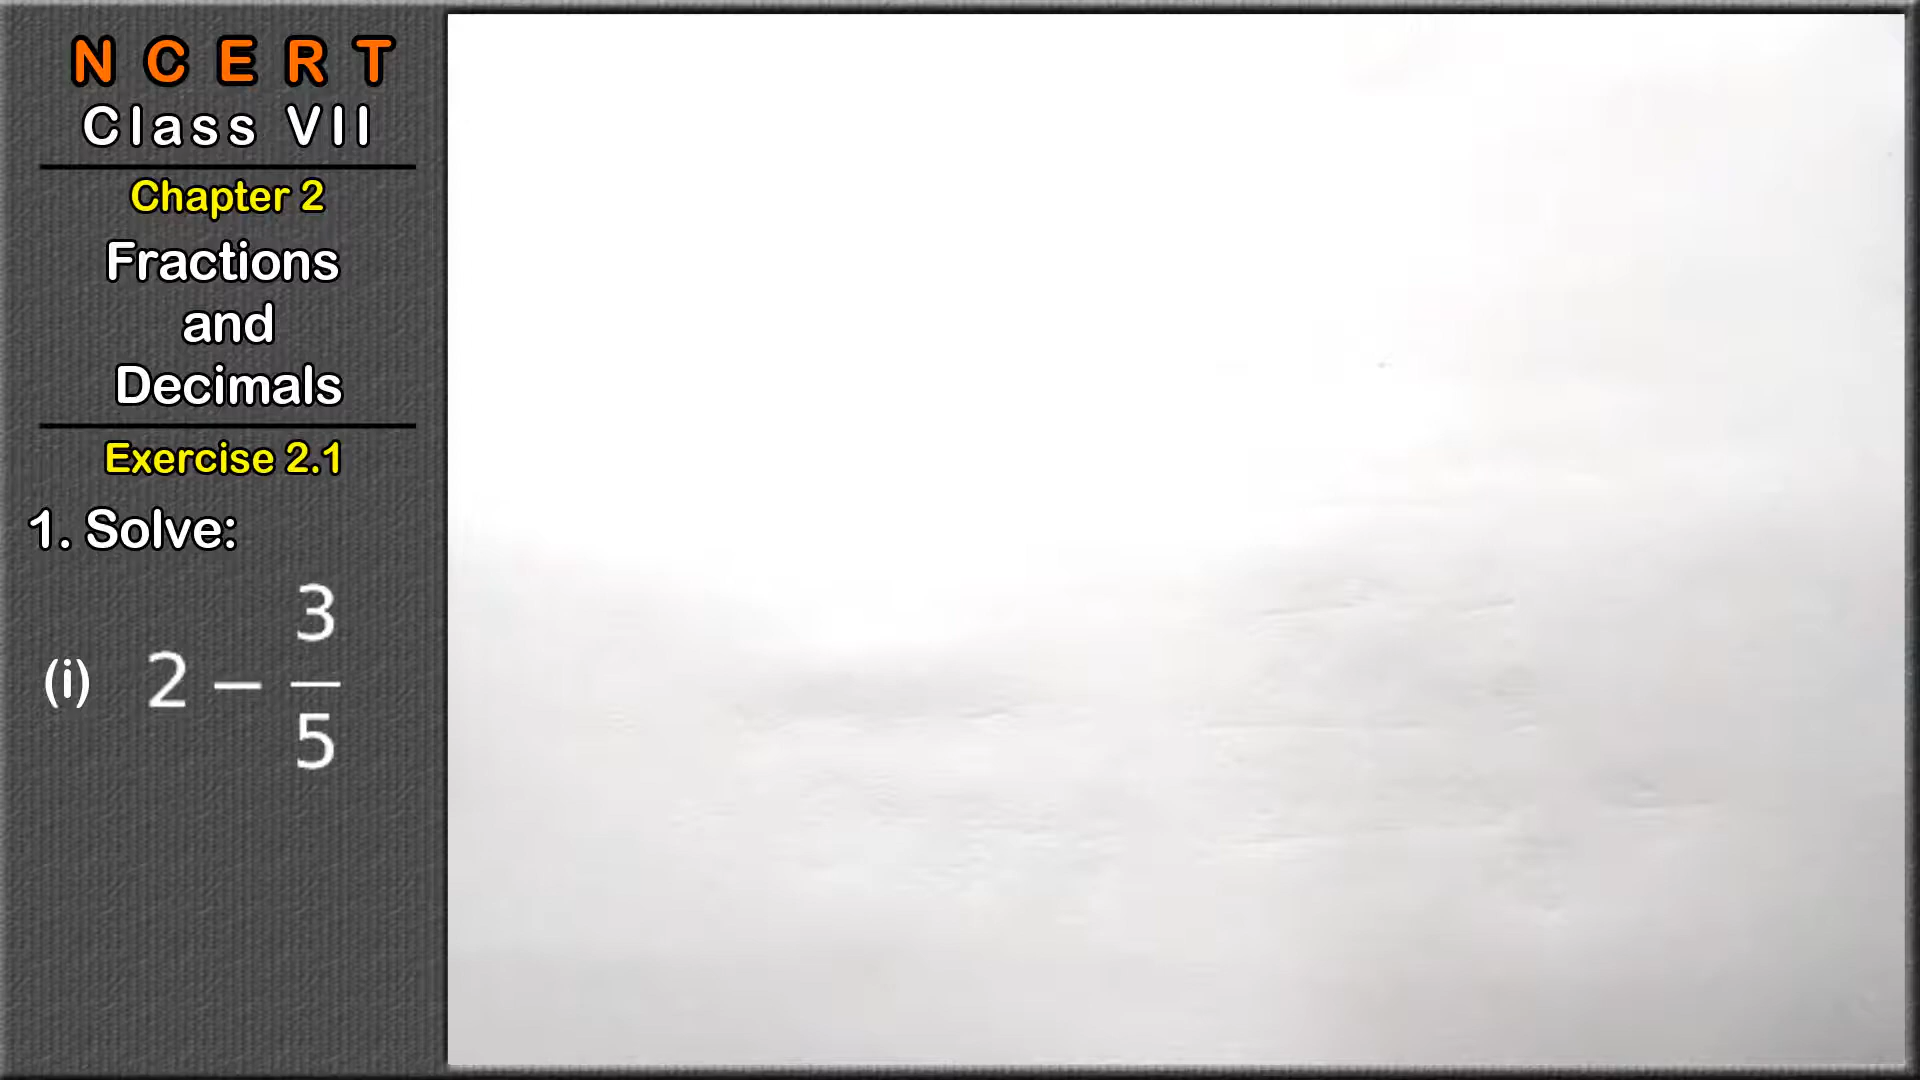 N C E R T
Class VII
Chapter 2
Fractions
and
Decimals
Exercise 2.1
1. Solve:
(i) 2 − 3/5